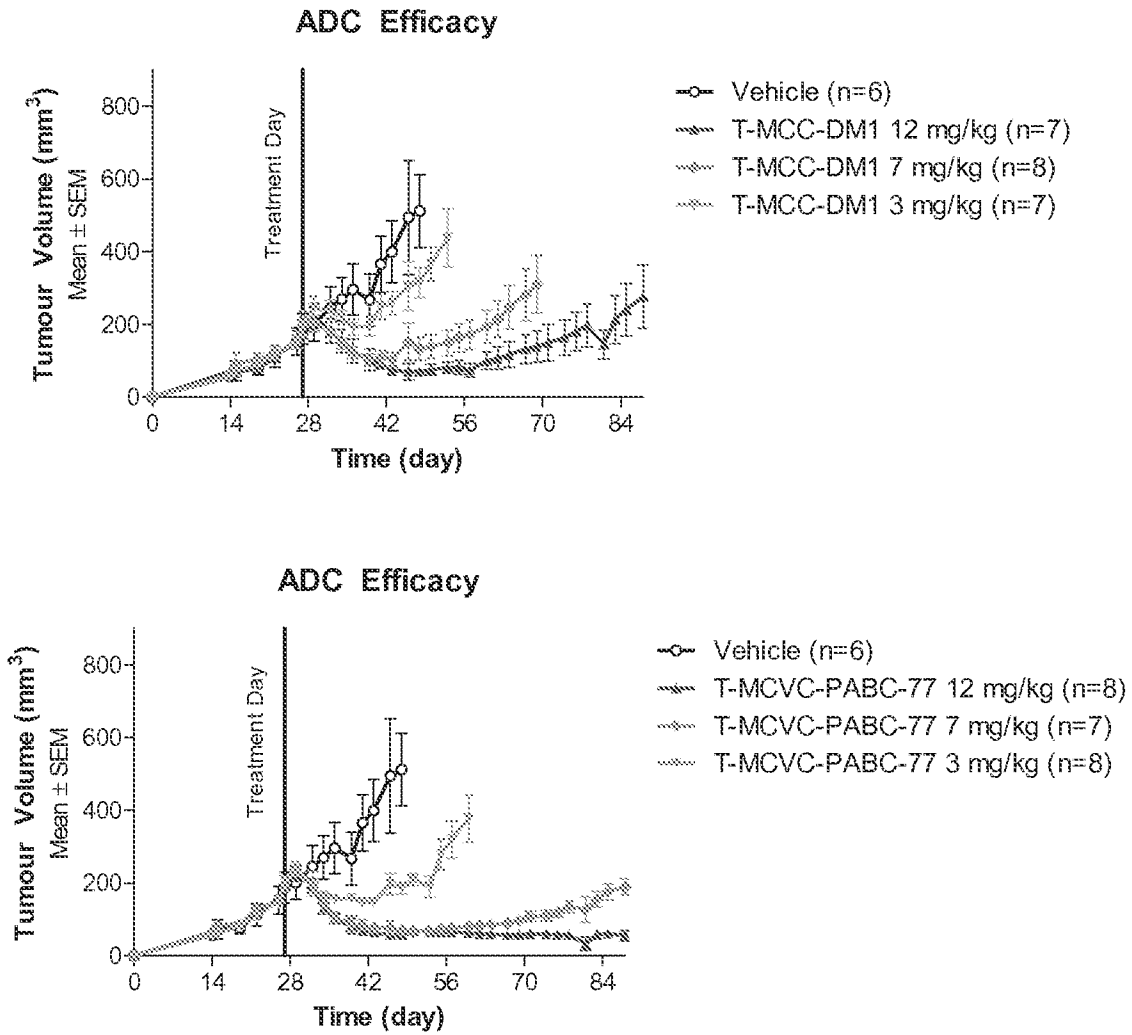 ADC Efficacy
Tumour Volume (mm³)
Mean ± SEM
800
600
400
200
0
Treatment Day
0 14 28 42 56 70 84
Time (day)
Vehicle (n=6)
T-MCC-DM1 12 mg/kg (n=7)
T-MCC-DM1 7 mg/kg (n=8)
T-MCC-DM1 3 mg/kg (n=7)
ADC Efficacy
Tumour Volume (mm³)
Mean ± SEM
800
600
400
200
0
Treatment Day
0 14 28 42 56 70 84
Time (day)
Vehicle (n=6)
T-MCVC-PABC-77 12 mg/kg (n=8)
T-MCVC-PABC-77 7 mg/kg (n=7)
T-MCVC-PABC-77 3 mg/kg (n=8)